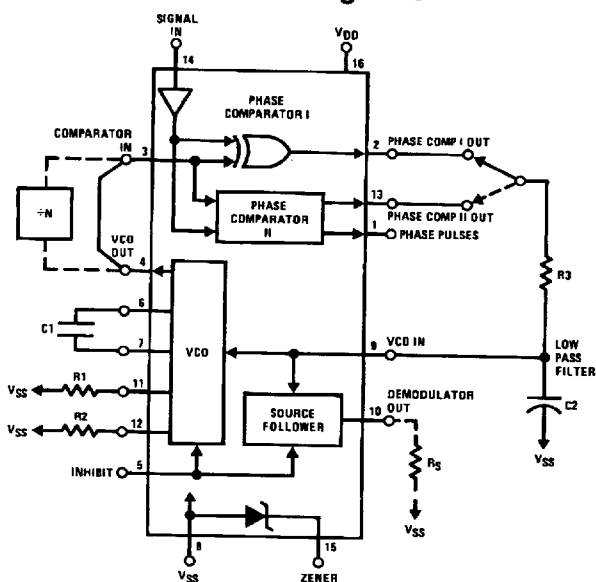 SIGNAL
IN
14
VDD
16
PHASE
COMPARATOR I
COMPARATOR
IN
3
2
PHASE COMP I OUT
13
PHASE COMP II OUT
÷N
PHASE
COMPARATOR
II
1
PHASE PULSES
VCO
OUT
4
R3
6
C1
7
VCO
9
VCO IN
LOW
PASS
FILTER
VSS
R1
11
DEMODULATOR
OUT
SOURCE
FOLLOWER
10
C2
VSS
R2
12
INHIBIT
5
RS
VSS
VSS
8
15
VSS
ZENER